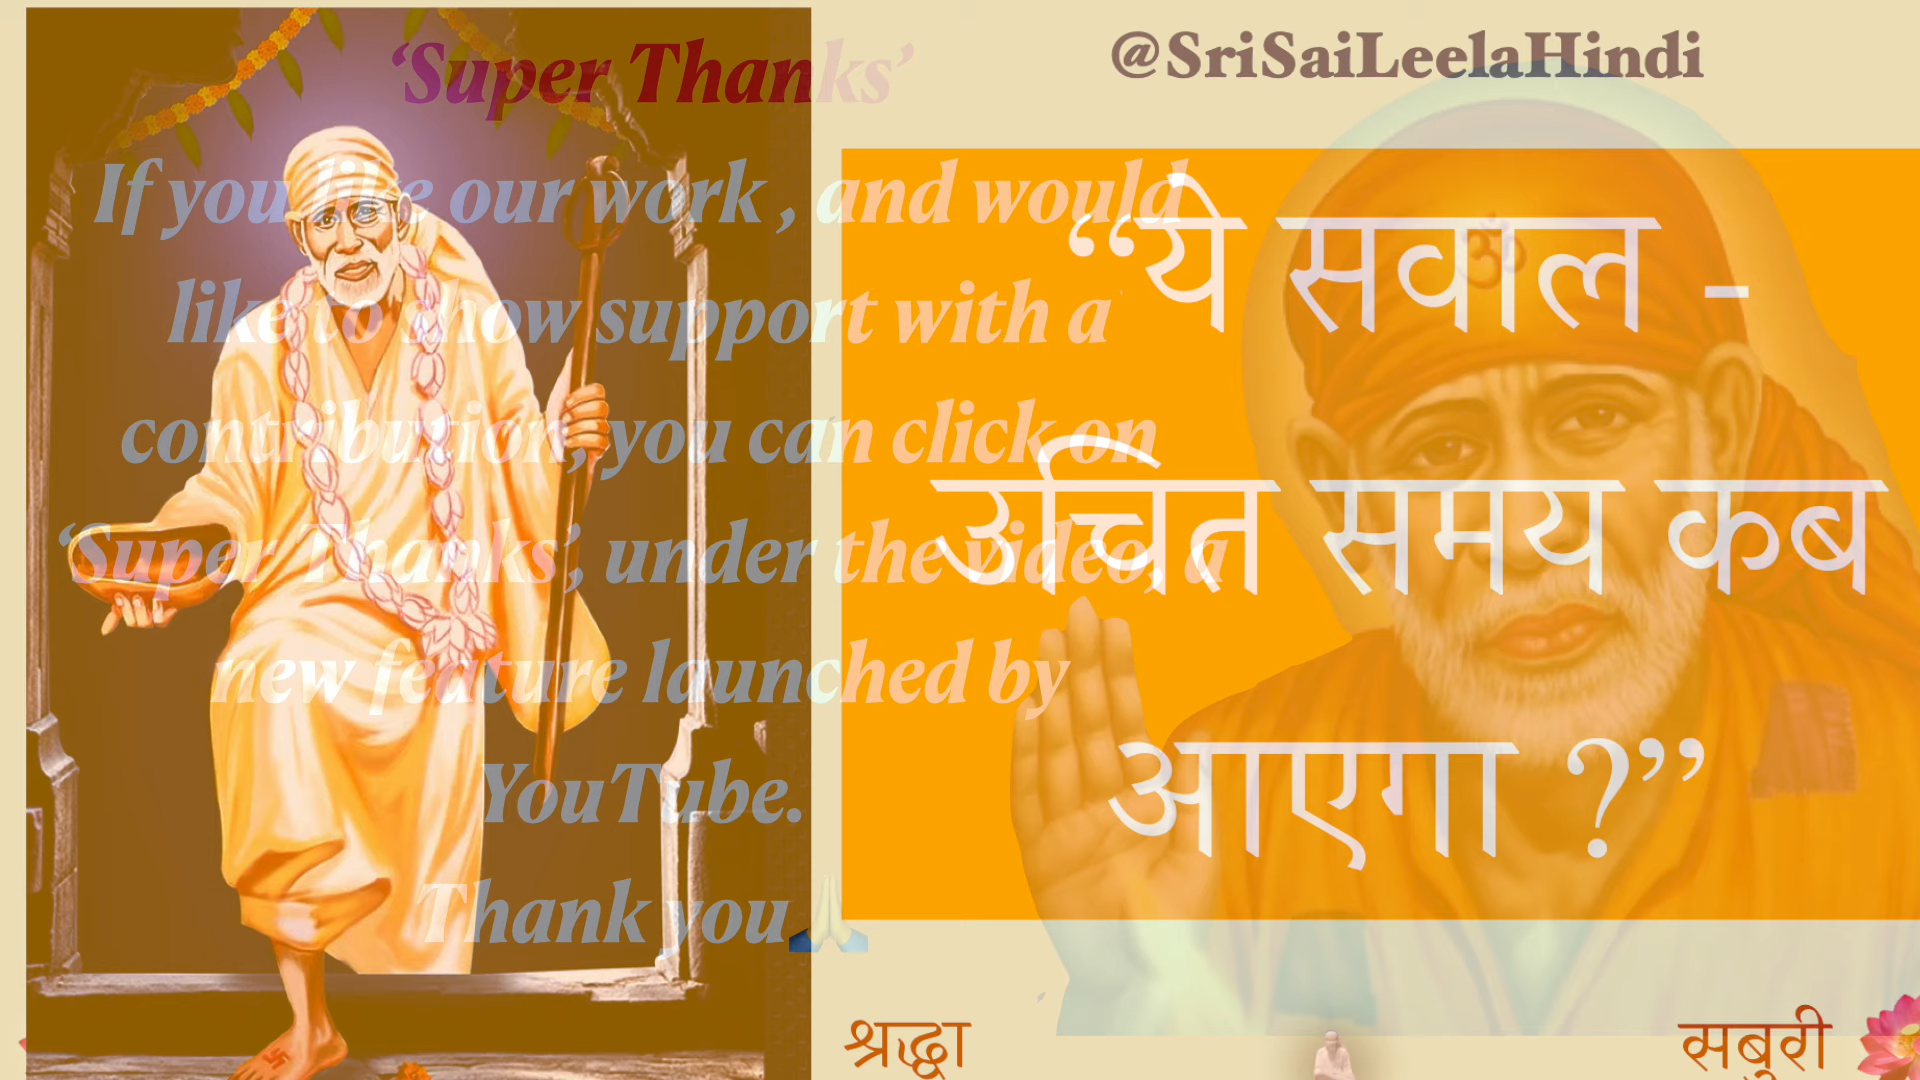 ‘Super Thanks’
If you like our work , and would
like to show support with a
contribution, you can click on
‘Super Thanks’, under the video, a
new feature launched by
YouTube.
Thank you🙏
@SriSaiLeelaHindi
“ये सवाल -
उचित समय कब
आएगा ?”
श्रद्धा
सबुरी
ॐ